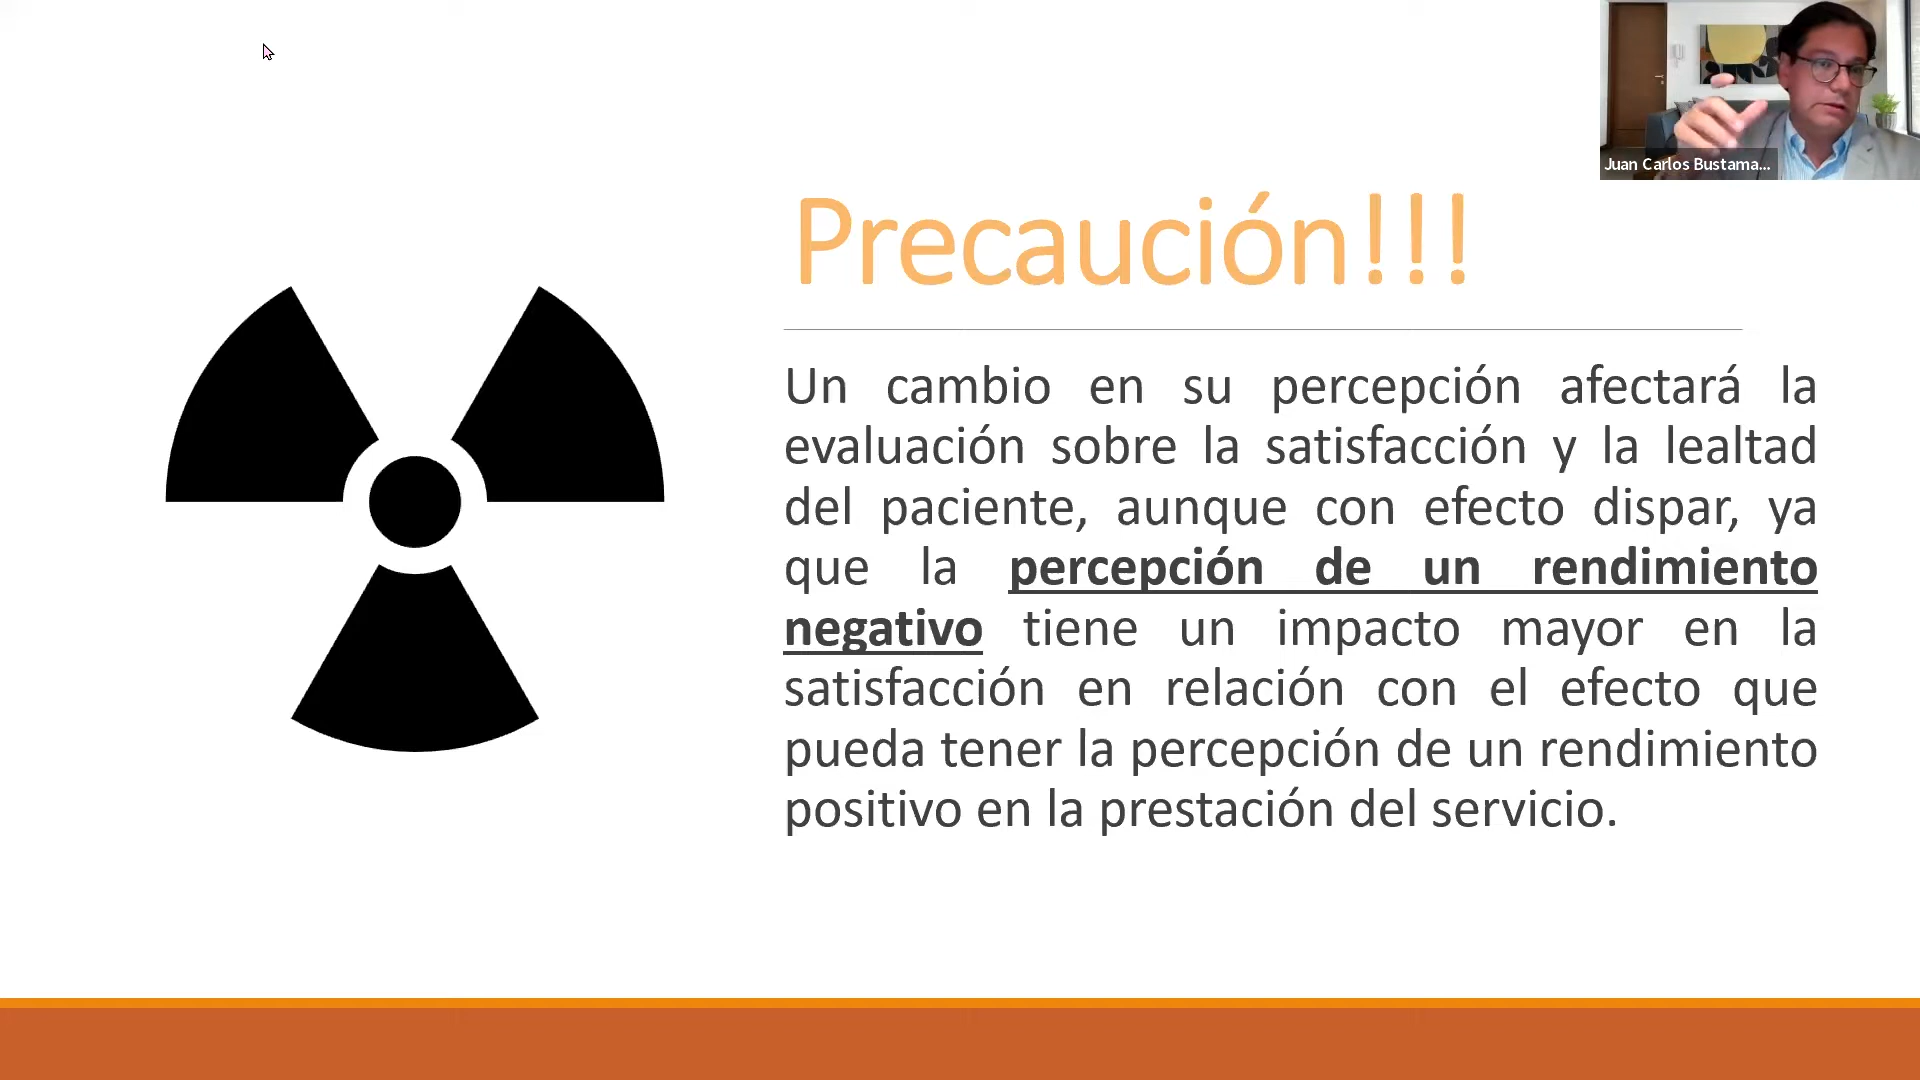 Juan Carlos Bustama...
Precaución!!!
Un cambio en su percepción afectará la
evaluación sobre la satisfacción y la lealtad
del paciente, aunque con efecto dispar, ya
que la percepción de un rendimiento
negativo tiene un impacto mayor en la
satisfacción en relación con el efecto que
pueda tener la percepción de un rendimiento
positivo en la prestación del servicio.